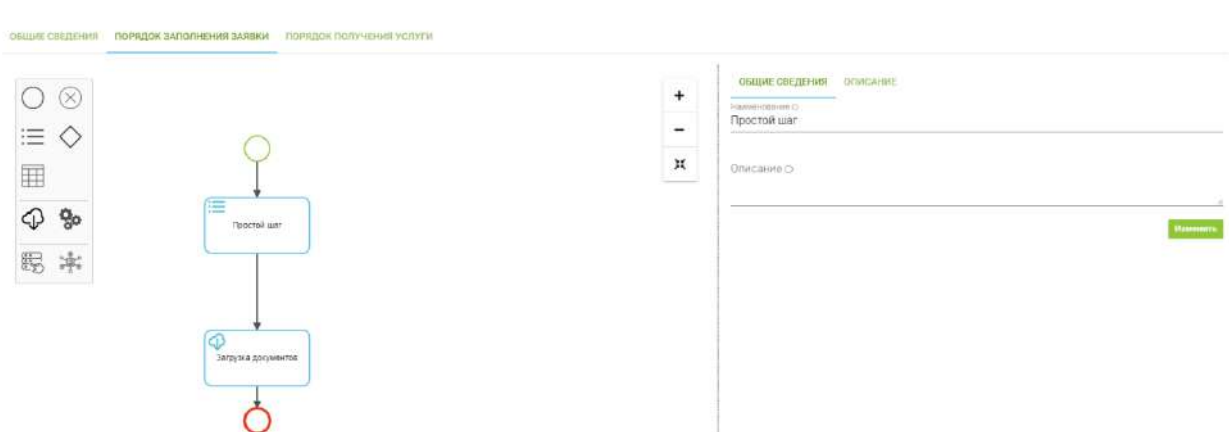 ОБЩИЕ СВЕДЕНИЯ ПОРЯДОК ЗАПОЛНЕНИЯ ЗАЯВКИ ПОРЯДОК ПОЛУЧЕНИЯ УСЛУГИ
Простой шаг
Загрузка документов
ОБЩИЕ СВЕДЕНИЯ ОПИСАНИЕ
Наименование
Простой шаг
Описание
Изменить